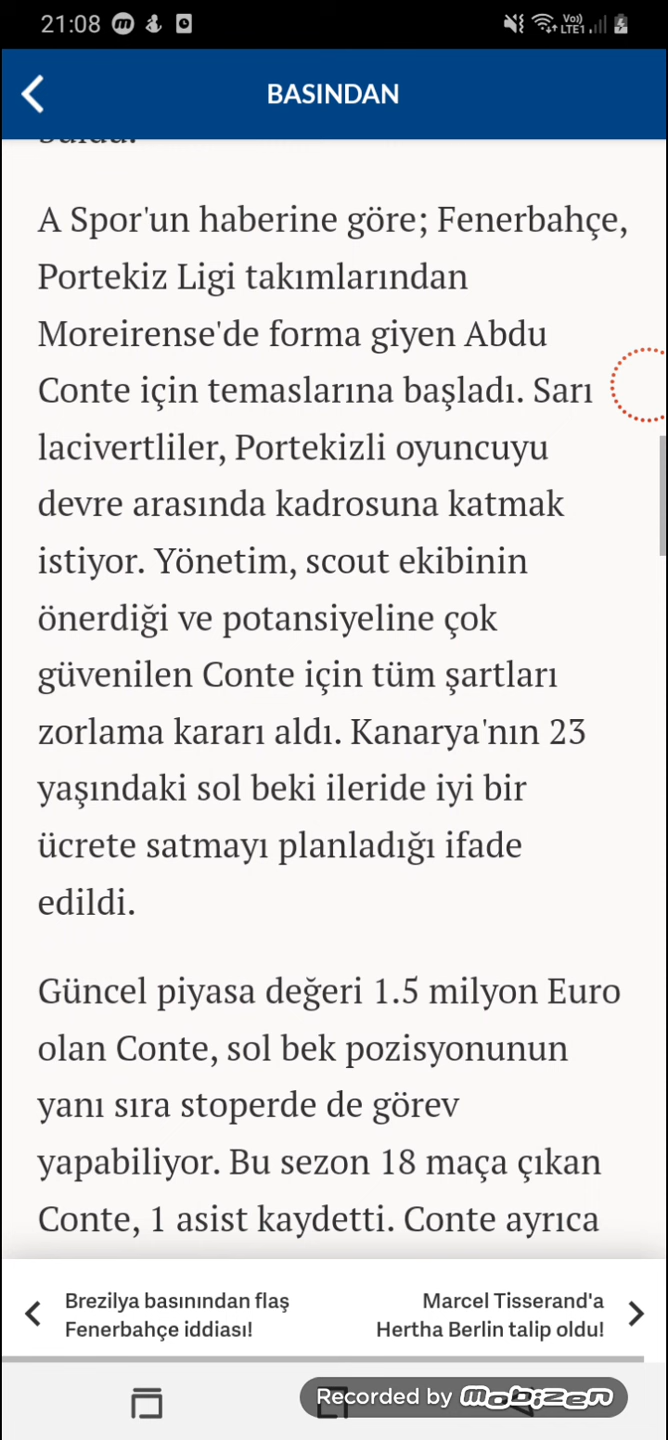 21:08
Vo)
LTE1
BASINDAN
A Spor'un haberine göre; Fenerbahçe,
Portekiz Ligi takımlarından
Moreirense'de forma giyen Abdu
Conte için temaslarına başladı. Sarı
lacivertliler, Portekizli oyuncuyu
devre arasında kadrosuna katmak
istiyor. Yönetim, scout ekibinin
önerdiği ve potansiyeline çok
güvenilen Conte için tüm şartları
zorlama kararı aldı. Kanarya'nın 23
yaşındaki sol beki ileride iyi bir
ücrete satmayı planladığı ifade
edildi.
Güncel piyasa değeri 1.5 milyon Euro
olan Conte, sol bek pozisyonunun
yanı sıra stoperde de görev
yapabiliyor. Bu sezon 18 maça çıkan
Conte, 1 asist kaydetti. Conte ayrıca
Brezilya basınından flaş
Fenerbahçe iddiası!
Marcel Tisserand'a
Hertha Berlin talip oldu!
Recorded by mobizen